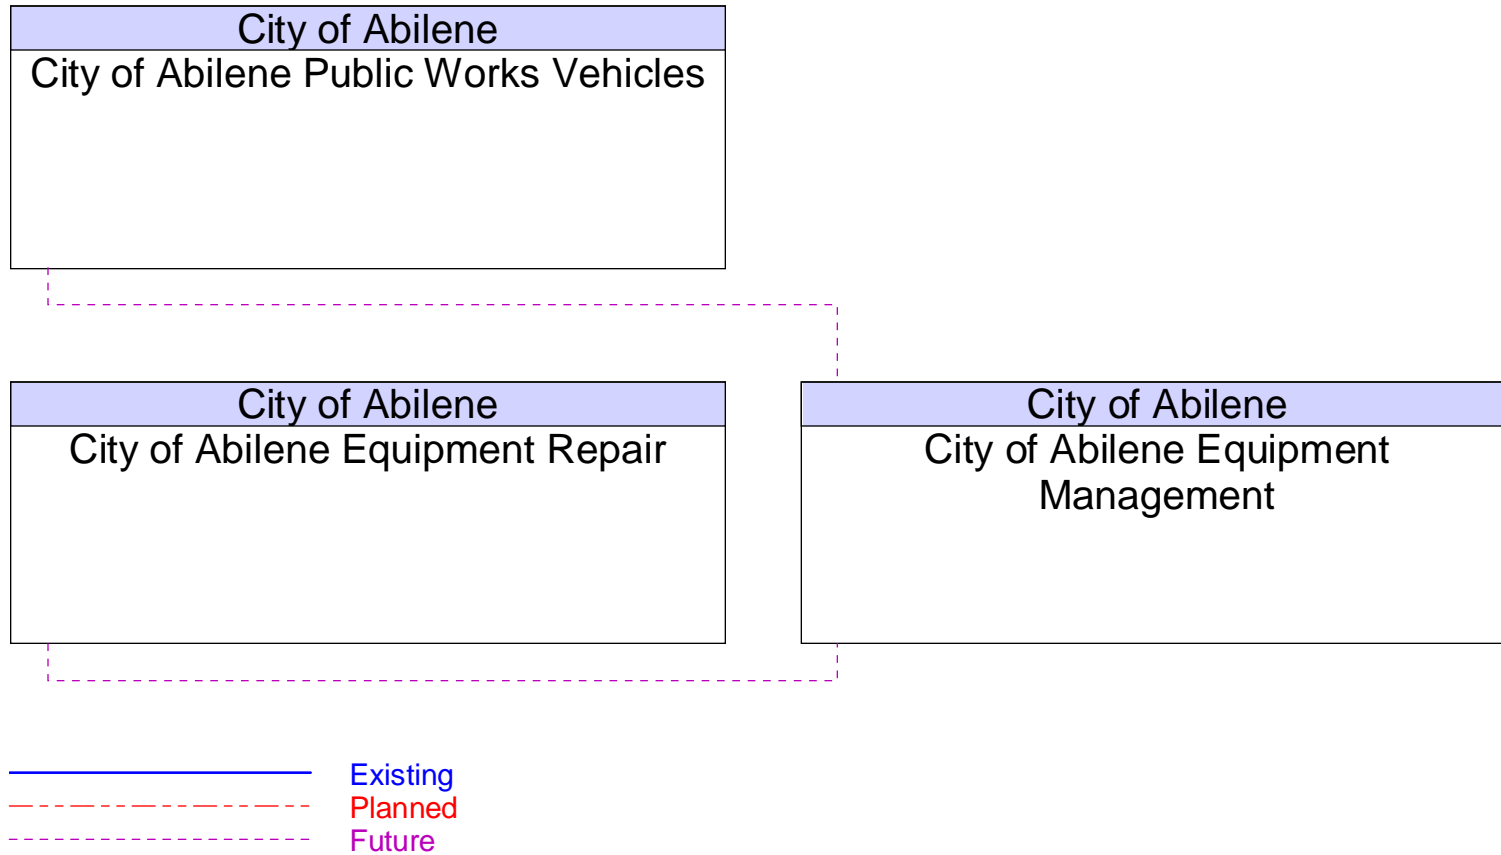 City of Abilene
City of Abilene Public Works Vehicles
City of Abilene
City of Abilene Equipment Repair
City of Abilene
City of Abilene Equipment
Management
Existing
Planned
Future